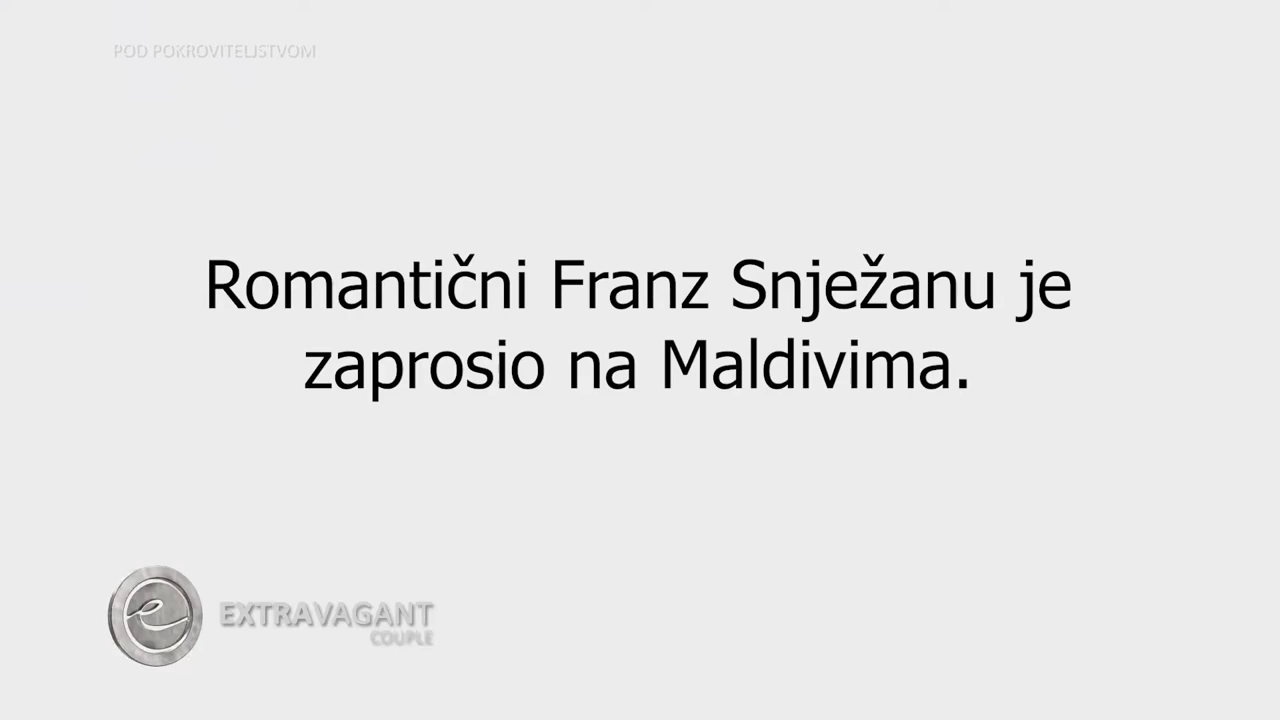 POD POKROVITELJSTVOM
Romantični Franz Snježanu je
zaprosio na Maldivima.
EXTRAVAGANT
COUPLE